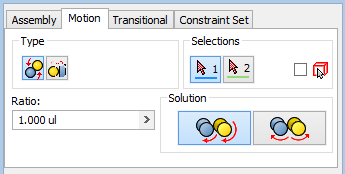 Assembly Motion Transitional Constraint Set
Type Selections
1 2
Ratio: Solution
1.000 ul